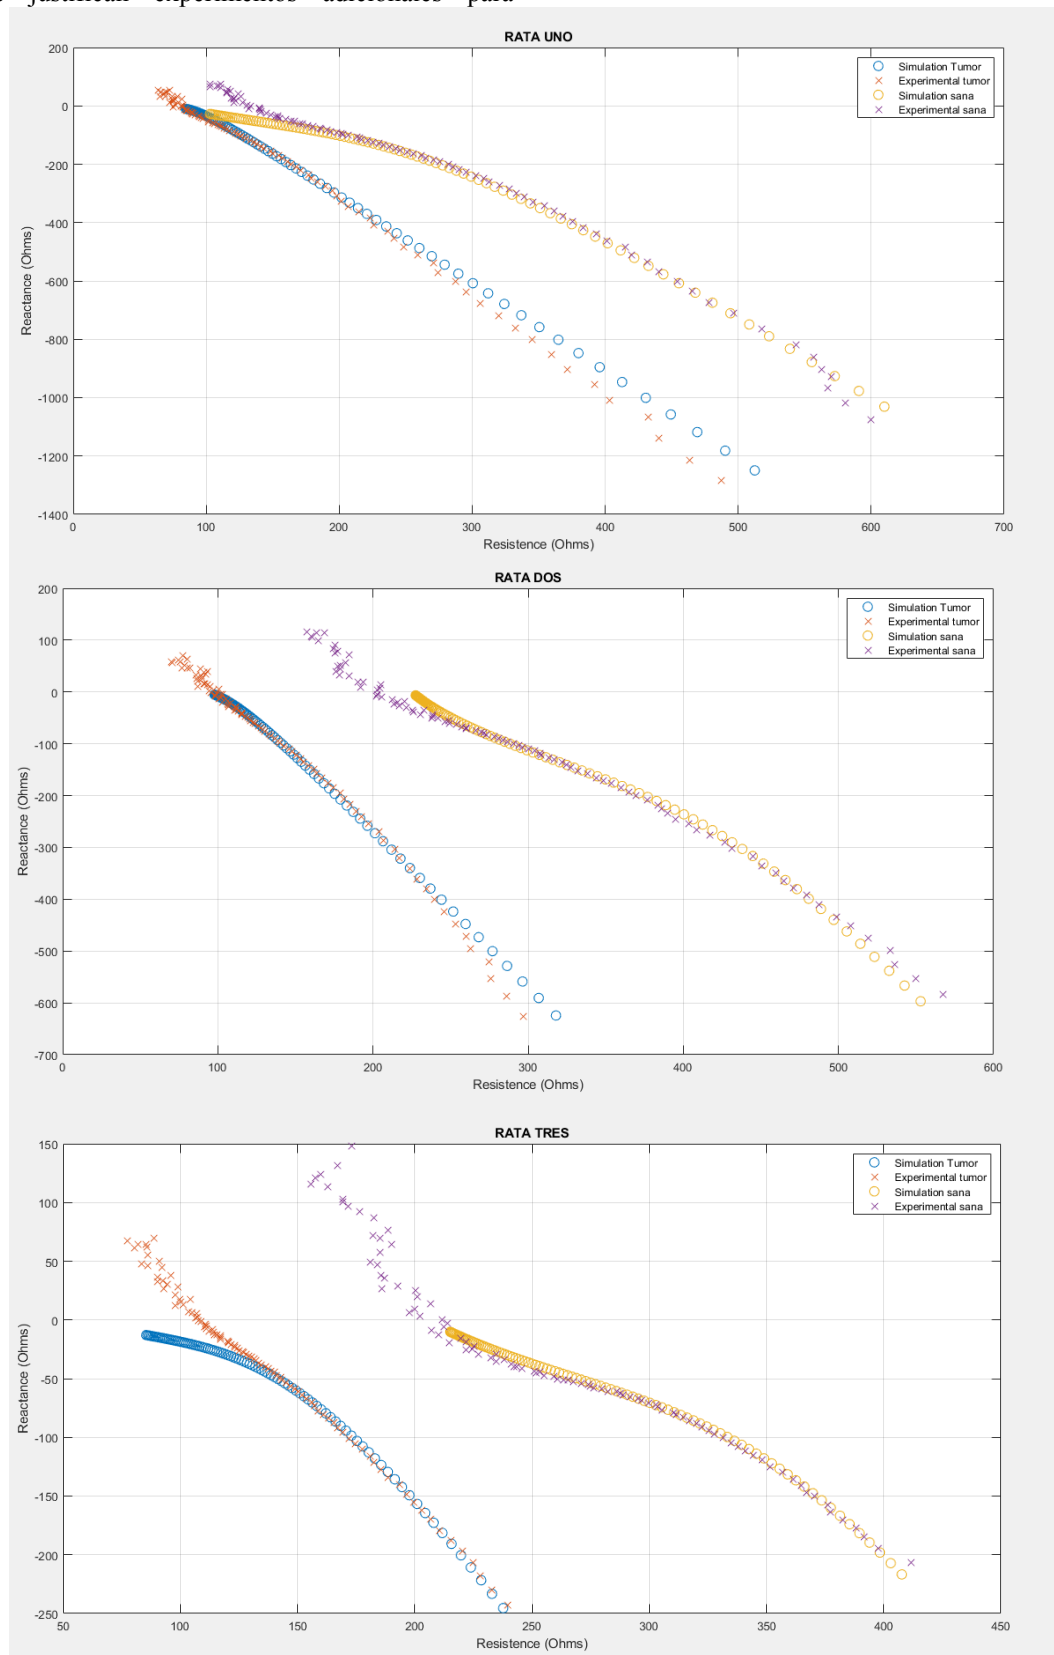 justifican experimentos adicionales para
RATA UNO
200
0
-200
-400
-600
-800
-1000
-1200
-1400
Reactance (Ohms)
0 100 200 300 400 500 600 700
Resistence (Ohms)
Simulation Tumor
Experimental tumor
Simulation sana
Experimental sana
RATA DOS
200
100
0
-100
-200
-300
-400
-500
-600
-700
Reactance (Ohms)
0 100 200 300 400 500 600
Resistence (Ohms)
Simulation Tumor
Experimental tumor
Simulation sana
Experimental sana
RATA TRES
150
100
50
0
-50
-100
-150
-200
-250
Reactance (Ohms)
50 100 150 200 250 300 350 400 450
Resistence (Ohms)
Simulation Tumor
Experimental tumor
Simulation sana
Experimental sana